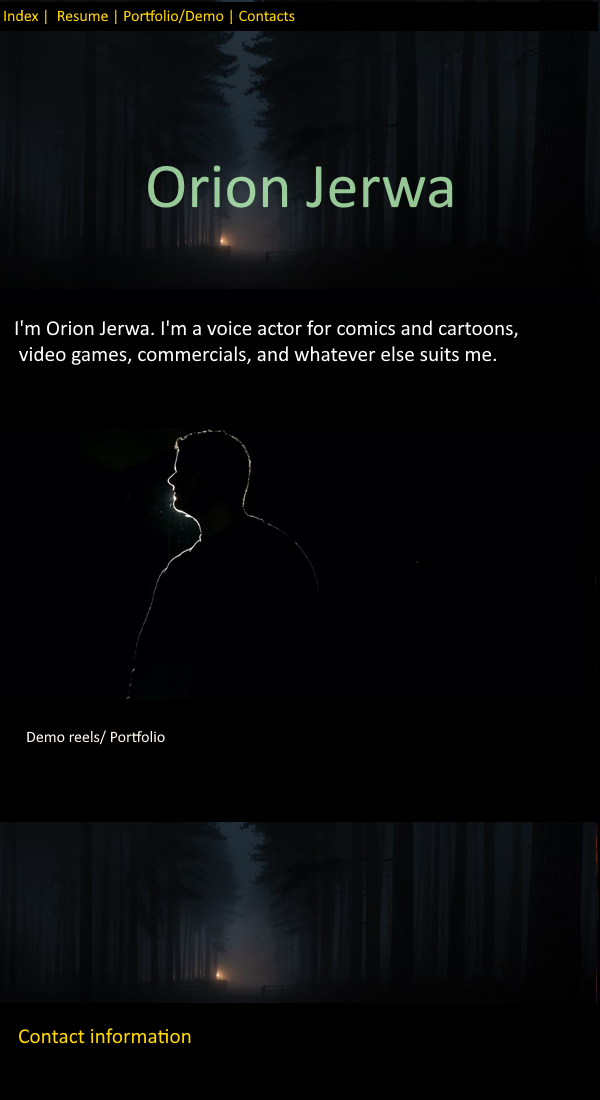 Index | Resume | Portfolio/Demo | Contacts
Orion Jerwa
I'm Orion Jerwa. I'm a voice actor for comics and cartoons,
video games, commercials, and whatever else suits me.
Demo reels/ Portfolio
Contact information